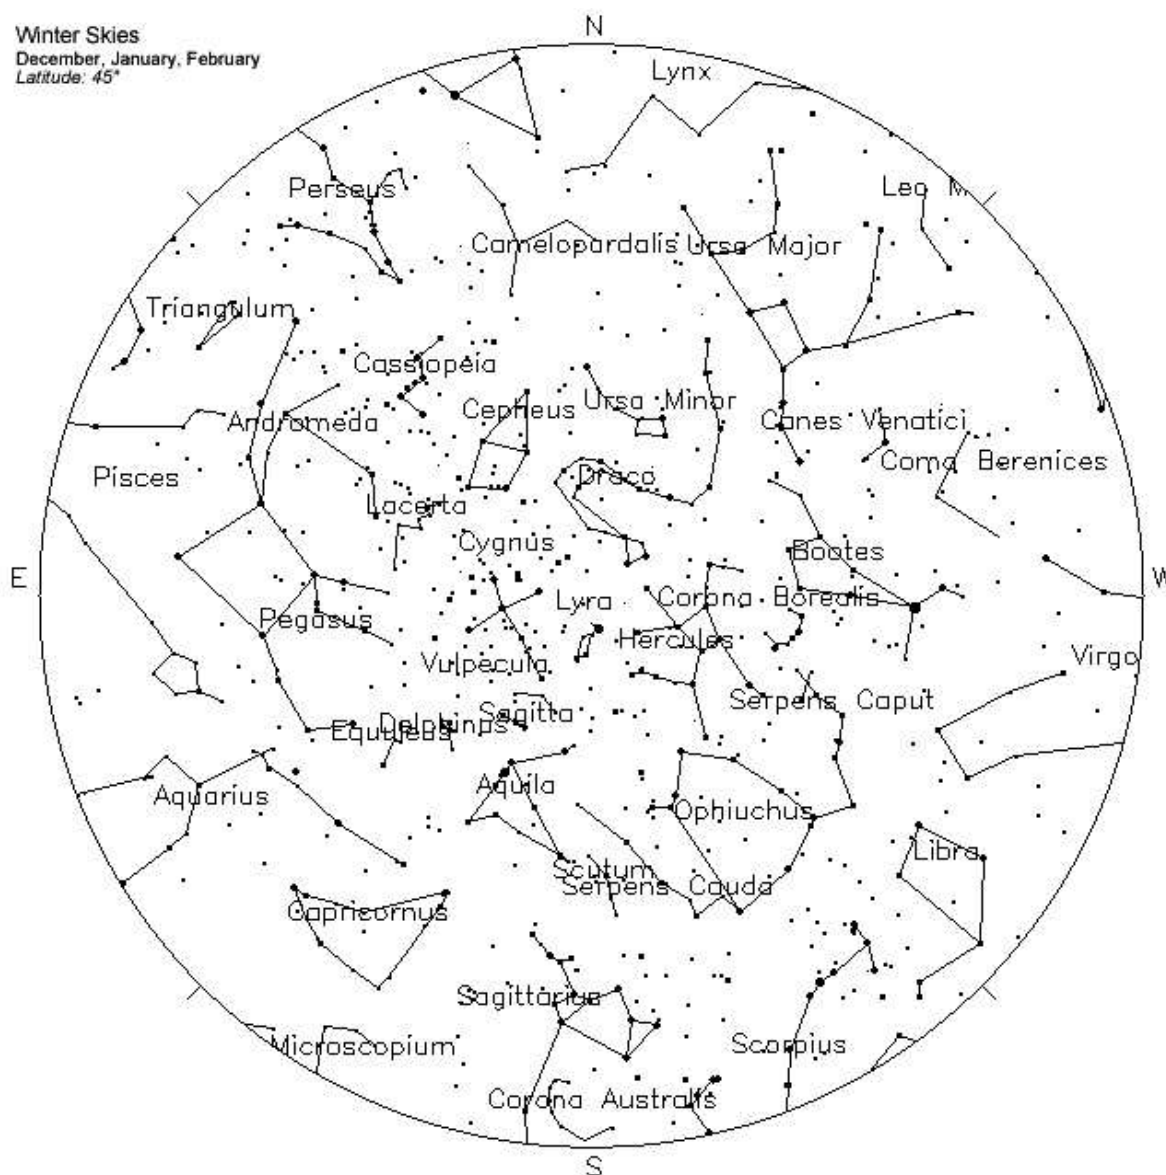 Winter Skies
December, January, February
Latitude: 45°
N
Lynx
Perseus
Leo M
Camelopardalis
Ursa Major
Triangulum
Cassiopeia
Cepheus
Ursa Minor
Andromeda
Canes Venatici
Coma Berenices
Pisces
Draco
Lacerta
Cygnus
Bootes
E
W
Lyra
Corona Borealis
Pegasus
Hercules
Vulpecula
Virgo
Serpens Caput
Sagitta
Delphinus
Equuleus
Aquila
Aquarius
Ophiuchus
Libra
Scutum
Serpens Cauda
Capricornus
Sagittarius
Microscopium
Scorpius
Corona Australis
S